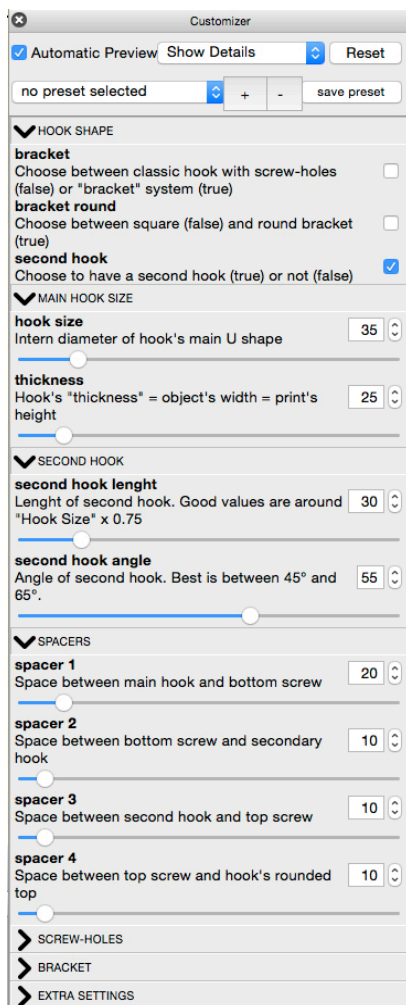 Customizer
Automatic Preview Show Details Reset
no preset selected + - save preset
HOOK SHAPE
bracket
Choose between classic hook with screw-holes
(false) or "bracket" system (true)
bracket round
Choose between square (false) and round bracket
(true)
second hook
Choose to have a second hook (true) or not (false)
MAIN HOOK SIZE
hook size
Intern diameter of hook's main U shape 35
thickness
Hook's "thickness" = object's width = print's 25
height
SECOND HOOK
second hook lenght
Lenght of second hook. Good values are around 30
"Hook Size" x 0.75
second hook angle
Angle of second hook. Best is between 45° and 55
65°.
SPACERS
spacer 1
Space between main hook and bottom screw 20
spacer 2
Space between bottom screw and secondary 10
hook
spacer 3
Space between second hook and top screw 10
spacer 4
Space between top screw and hook's rounded 10
top
SCREW-HOLES
BRACKET
EXTRA SETTINGS